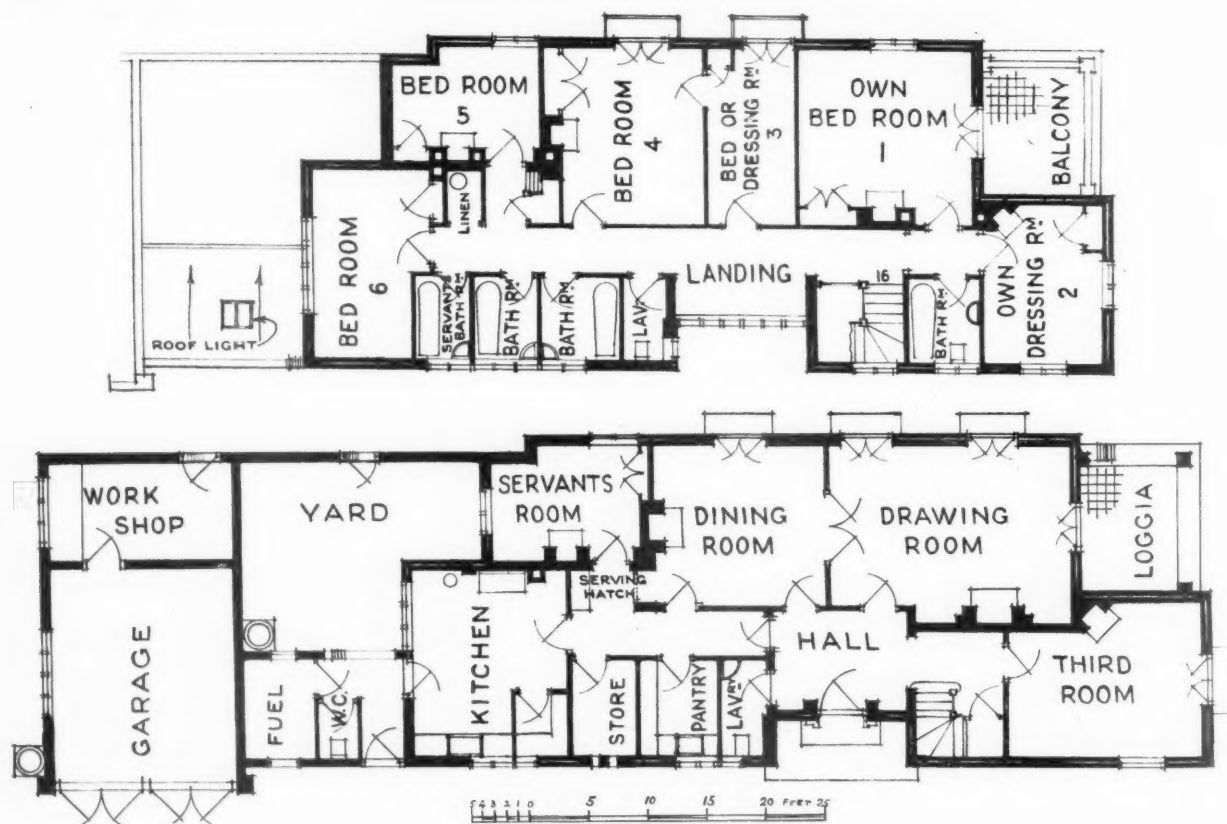 BED ROOM
5
BED ROOM
4
BED OR
DRESSING RM
3
OWN
BED ROOM
1
BALCONY
BED ROOM
6
LINEN
SERVANTS
BATH RM
BATH RM
BATH RM
LAV.
LANDING
16
BATH RM
OWN
DRESSING RM
2
ROOF LIGHT
WORK
SHOP
YARD
SERVANTS
ROOM
DINING
ROOM
DRAWING
ROOM
LOGGIA
SERVING
HATCH
GARAGE
FUEL
W.C.
KITCHEN
STORE
PANTRY
LAVRY
HALL
THIRD
ROOM
5 4 3 2 1 0 5 10 15 20 FEET 25